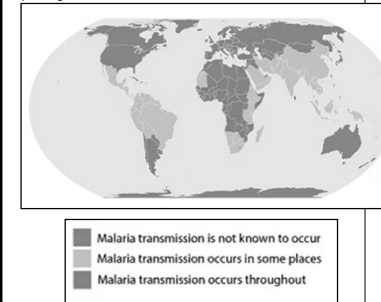 Malaria transmission is not known to occur
Malaria transmission occurs in some places
Malaria transmission occurs throughout